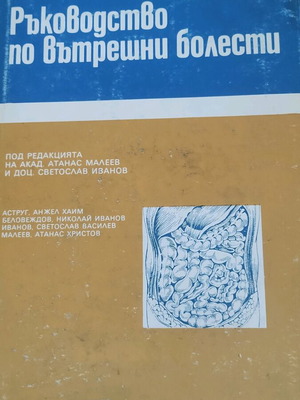 Ръководство
по вътрешни болести
ПОД РЕДАКЦИЯТА
НА АКАД. АТАНАС МАЛЕЕВ
И ДОЦ. СВЕТОСЛАВ ИВАНОВ
АСТРУГ, АНЖЕЛ ХАИМ
БЕЛОВЕЖДОВ, НИКОЛАЙ ИВАНОВ
ИВАНОВ, СВЕТОСЛАВ ВАСИЛЕВ
МАЛЕЕВ, АТАНАС ХРИСТОВ